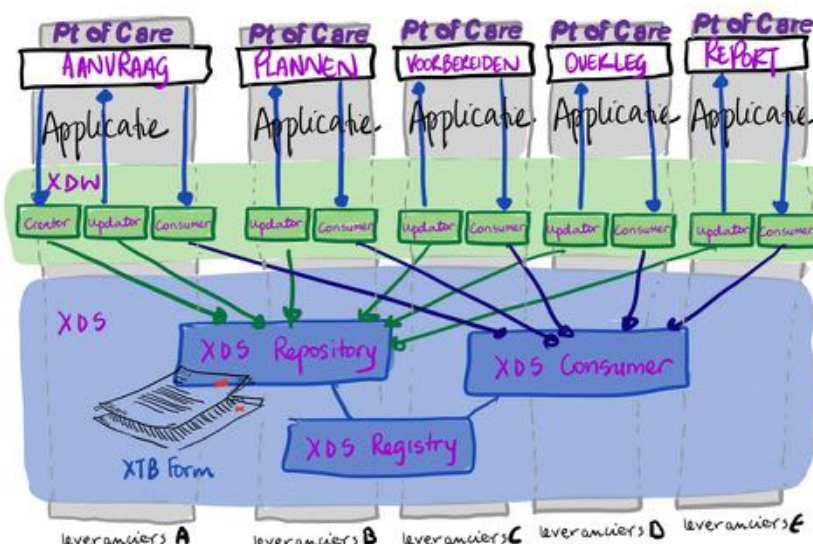 Pt of Care Pt of Care Pt of Care Pt of Care Pt of Care
AANVRAAG PLANNEN VOORBEREIDEN OVERLEG REPORT
Applicatie Applicatie Applicatie Applicatie Applicatie
XDW
Creator Updator Consumer Updator Consumer Updator Consumer Updator Consumer Updator Consumer
XDS
XDS Repository
XDS Consumer
XDS Registry
XTB Form
leveranciers A leveranciers B leveranciers C leveranciers D leveranciers E